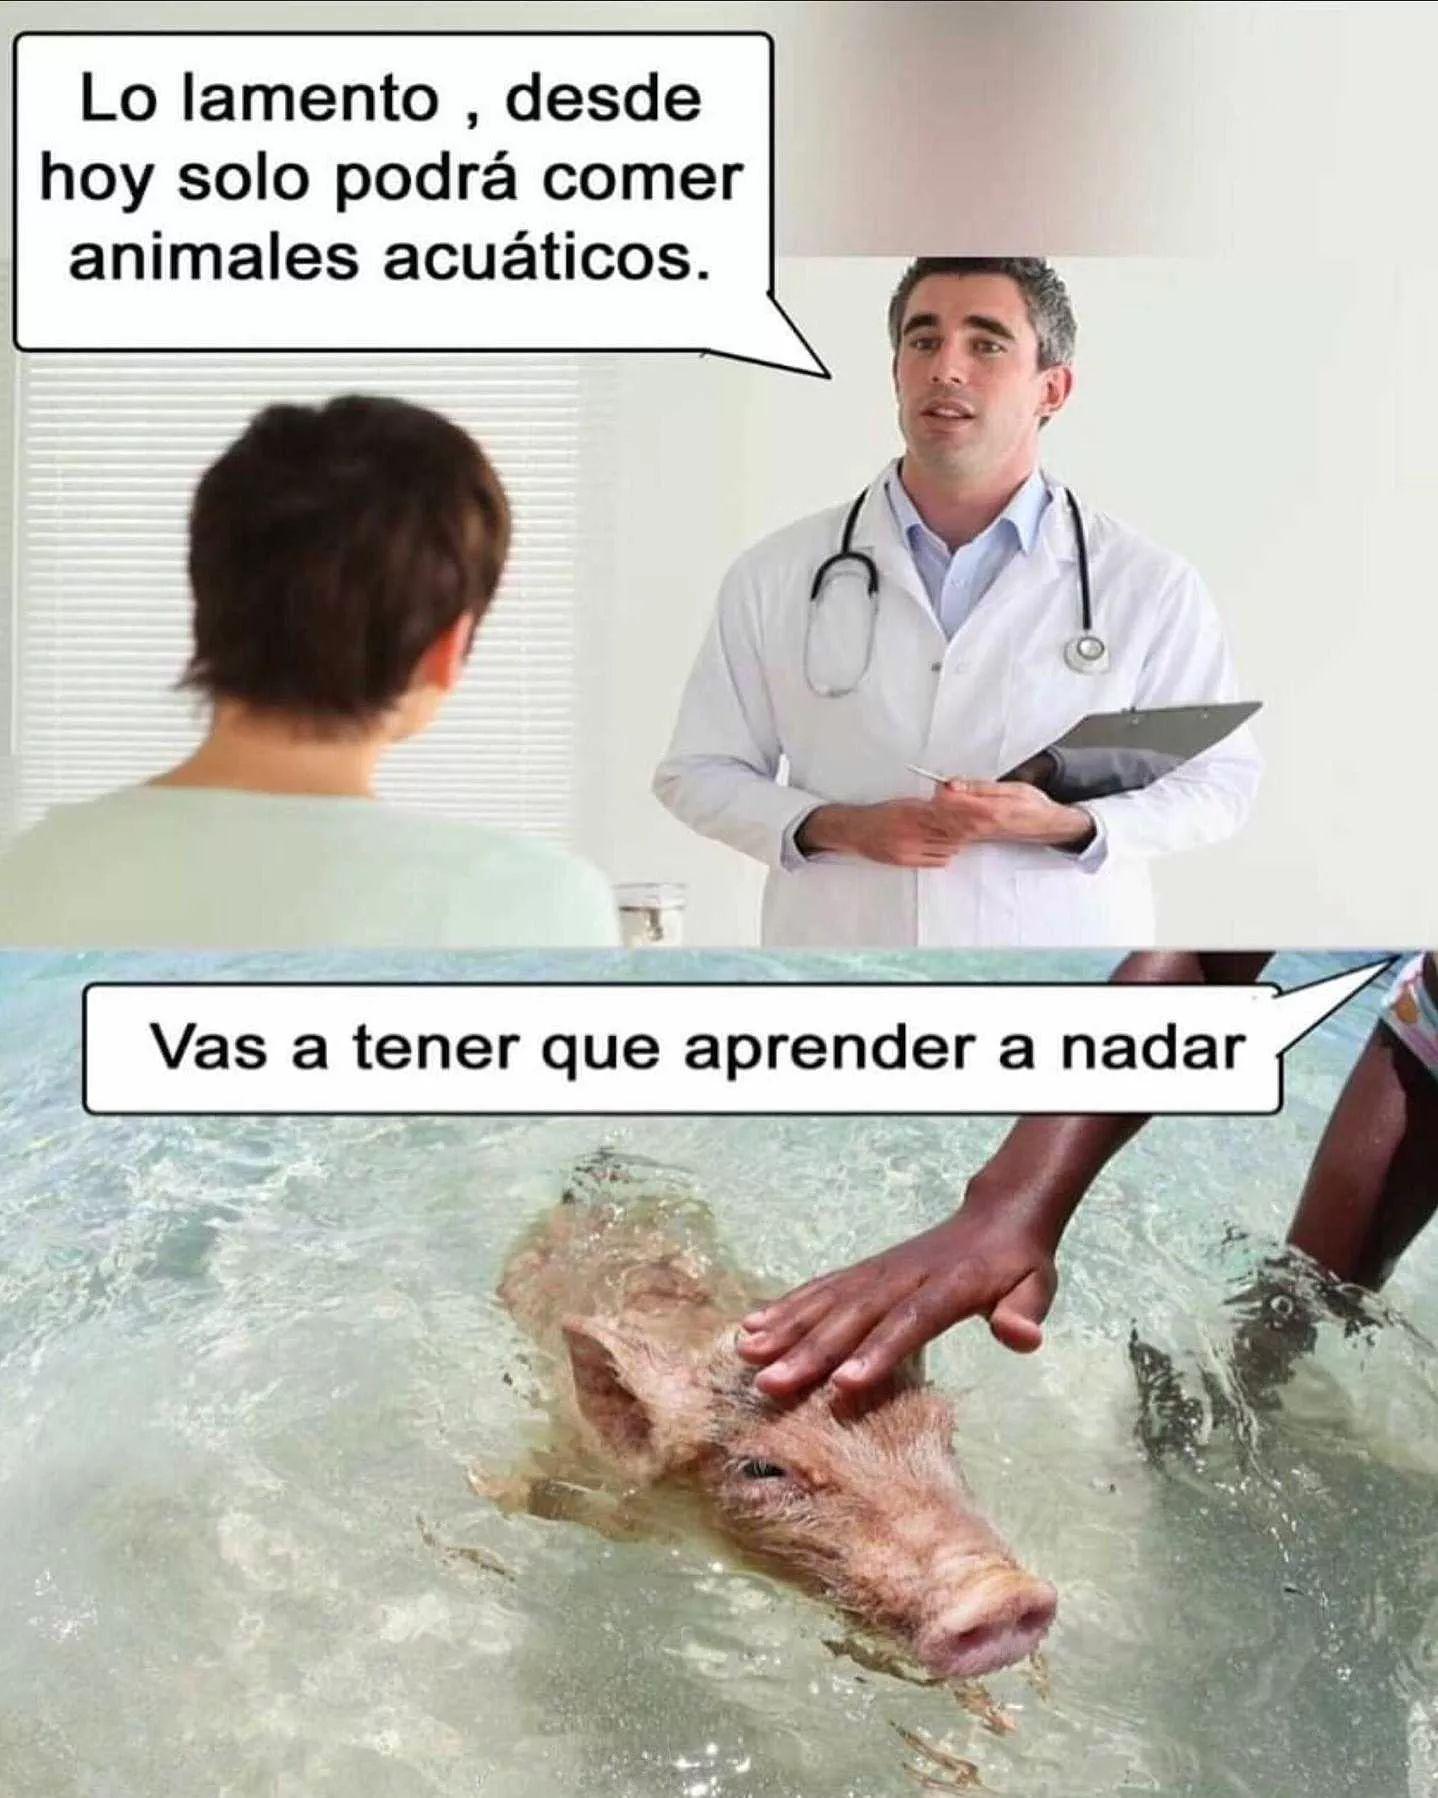 Lo lamento , desde
hoy solo podrá comer
animales acuáticos.
Vas a tener que aprender a nadar